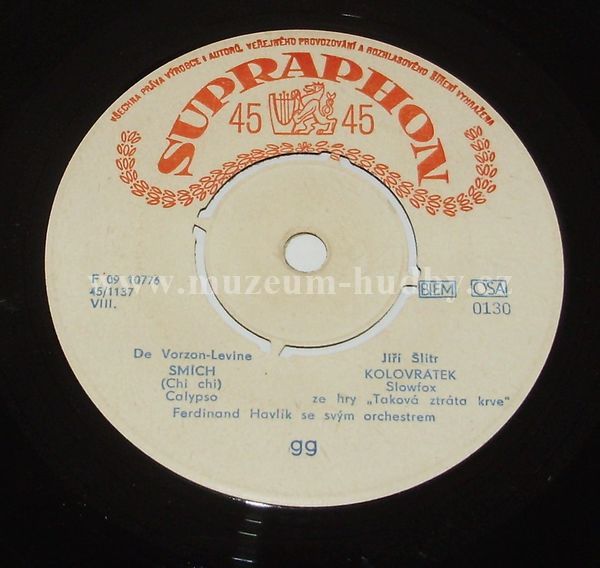 VŠECHNA PRÁVA VÝROBCE I AUTORŮ, VEŘEJNÉHO PROVOZOVÁNÍ A ROZHLASOVÉHO ŠÍŘENÍ VYHRAZENA
SUPRAPHON
45 45
www.muzeum-hudby.cz
F 09 10776
45/1137
VIII.
BIEM OSA
0130
De Vorzon-Levine
SMÍCH
(Chi chi)
Calypso
Jiří Šlitr
KOLOVRÁTEK
Slowfox
ze hry „Taková ztráta krve“
Ferdinand Havlík se svým orchestrem
gg